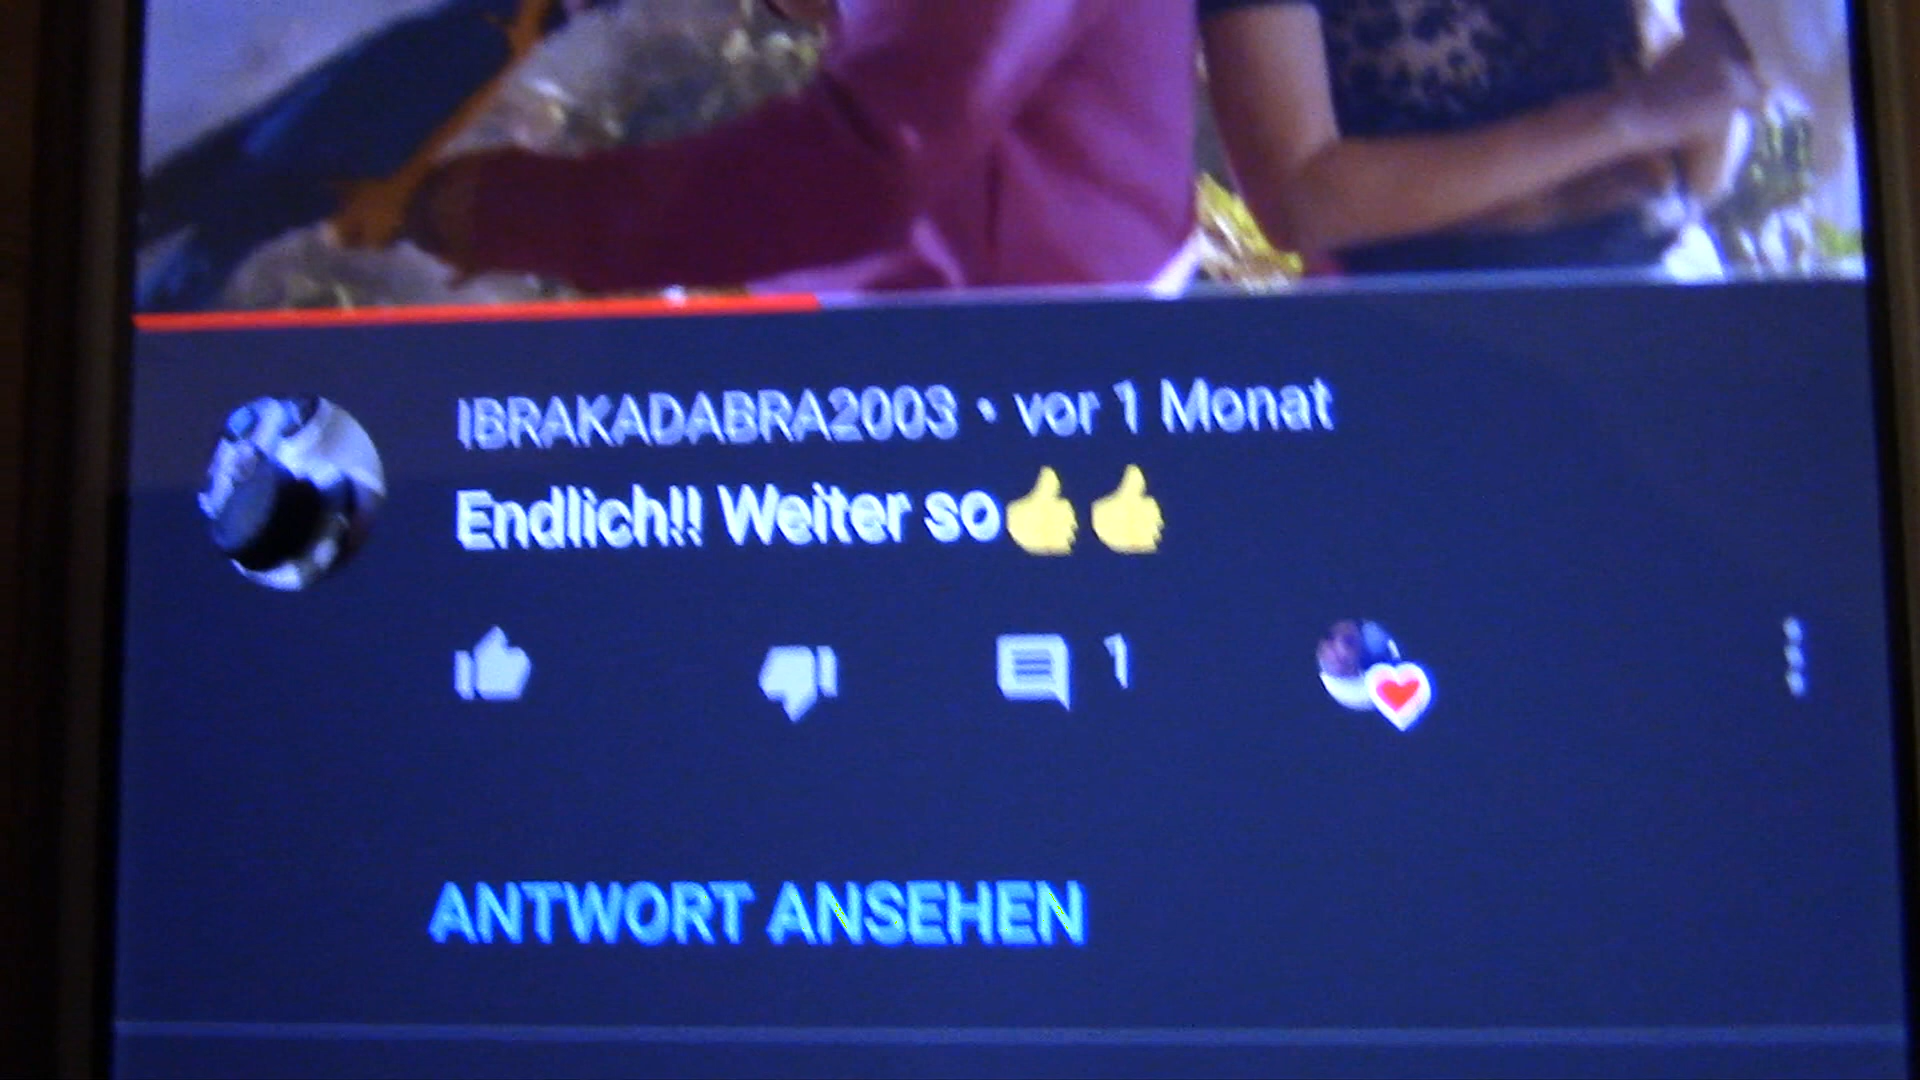 IBRAKADABRA2003 • vor 1 Monat
Endlich!! Weiter so👍👍
1
ANTWORT ANSEHEN